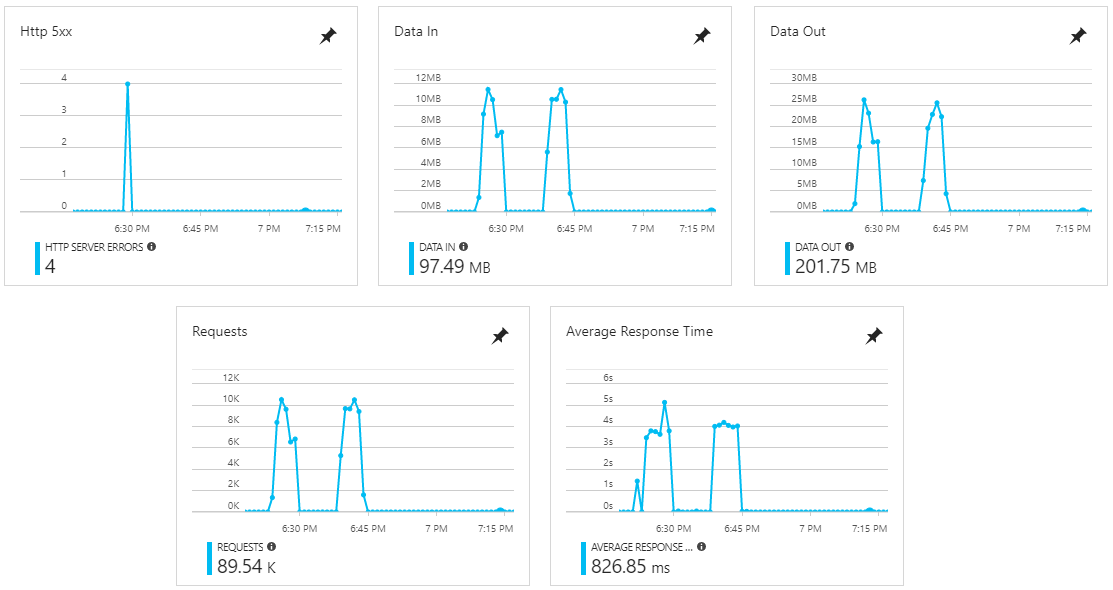 Http 5xx
4
3
2
1
0
6:30 PM 6:45 PM 7 PM 7:15 PM
HTTP SERVER ERRORS
4
Data In
12MB
10MB
8MB
6MB
4MB
2MB
0MB
6:30 PM 6:45 PM 7 PM 7:15 PM
DATA IN
97.49 MB
Data Out
30MB
25MB
20MB
15MB
10MB
5MB
0MB
6:30 PM 6:45 PM 7 PM 7:15 PM
DATA OUT
201.75 MB
Requests
12K
10K
8K
6K
4K
2K
0K
6:30 PM 6:45 PM 7 PM 7:15 PM
REQUESTS
89.54 K
Average Response Time
6s
5s
4s
3s
2s
1s
0s
6:30 PM 6:45 PM 7 PM 7:15 PM
AVERAGE RESPONSE ...
826.85 ms